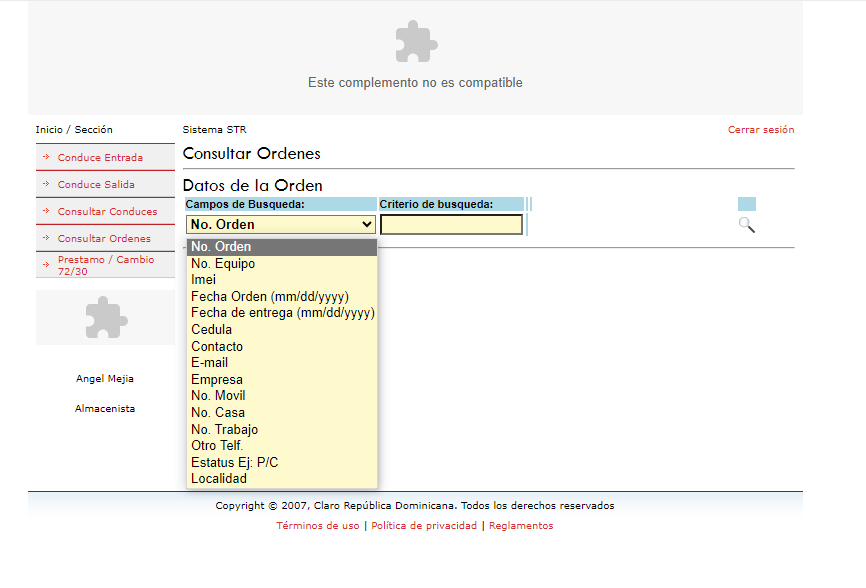 Este complemento no es compatible
Inicio / Sección
Sistema STR
Cerrar sesión
Conduce Entrada
Conduce Salida
Consultar Conduces
Consultar Ordenes
Prestamo / Cambio
72/30
Angel Mejia
Almacenista
Consultar Ordenes
Datos de la Orden
Campos de Busqueda:
Criterio de busqueda:
No. Orden
No. Orden
No. Equipo
Imei
Fecha Orden (mm/dd/yyyy)
Fecha de entrega (mm/dd/yyyy)
Cedula
Contacto
E-mail
Empresa
No. Movil
No. Casa
No. Trabajo
Otro Telf.
Estatus Ej: P/C
Localidad
Copyright © 2007, Claro República Dominicana. Todos los derechos reservados
Términos de uso | Política de privacidad | Reglamentos